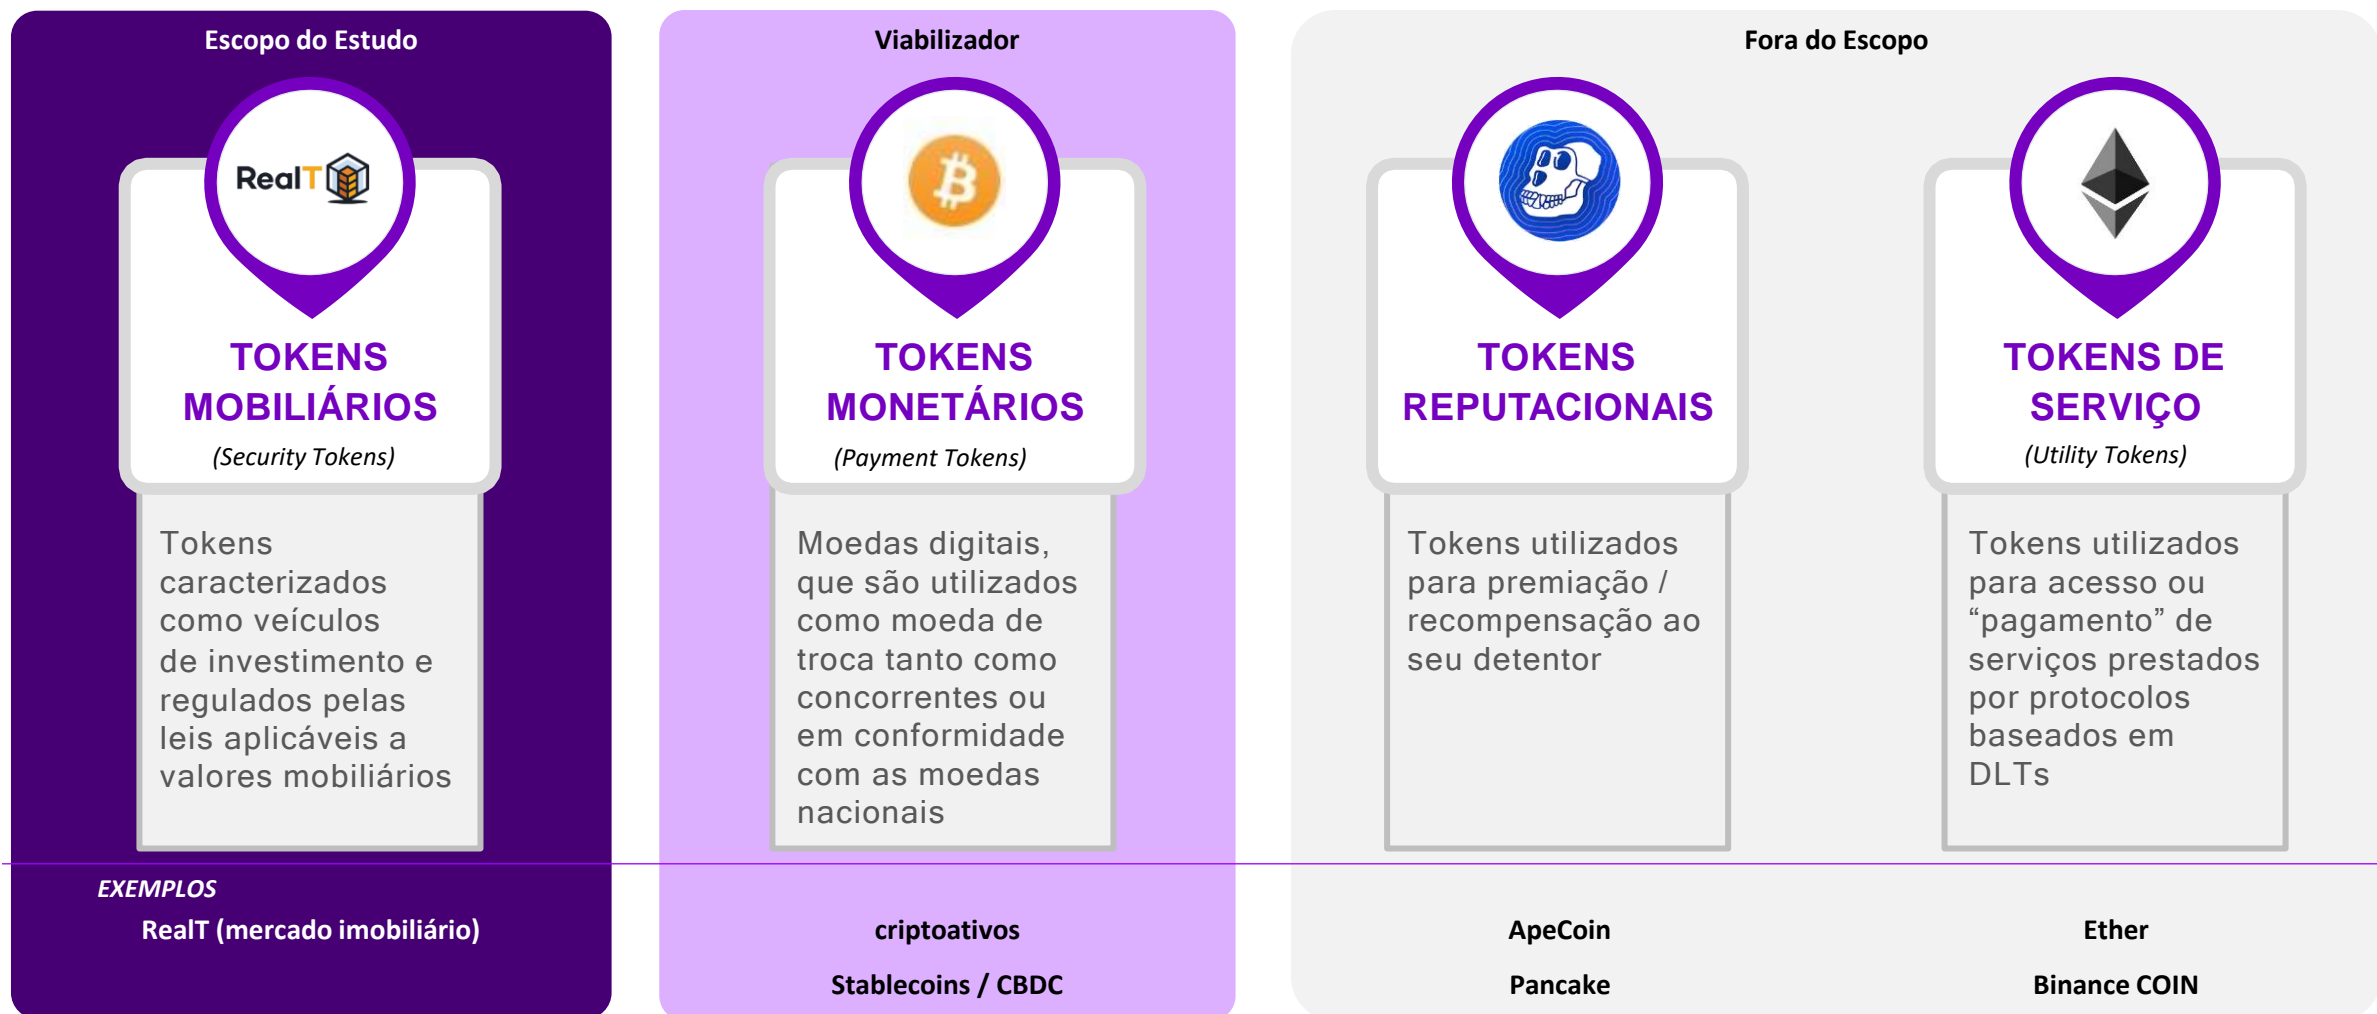 Escopo do Estudo
RealT
TOKENS
MOBILIÁRIOS
(Security Tokens)
Tokens
caracterizados
como veículos
de investimento e
regulados pelas
leis aplicáveis a
valores mobiliários
Viabilizador
TOKENS
MONETÁRIOS
(Payment Tokens)
Moedas digitais,
que são utilizados
como moeda de
troca tanto como
concorrentes ou
em conformidade
com as moedas
nacionais
Fora do Escopo
TOKENS
REPUTACIONAIS
Tokens utilizados
para premiação /
recompensação ao
seu detentor
TOKENS DE
SERVIÇO
(Utility Tokens)
Tokens utilizados
para acesso ou
“pagamento” de
serviços prestados
por protocolos
baseados em
DLTs
EXEMPLOS
RealT (mercado imobiliário)
criptoativos
Stablecoins / CBDC
ApeCoin
Pancake
Ether
Binance COIN